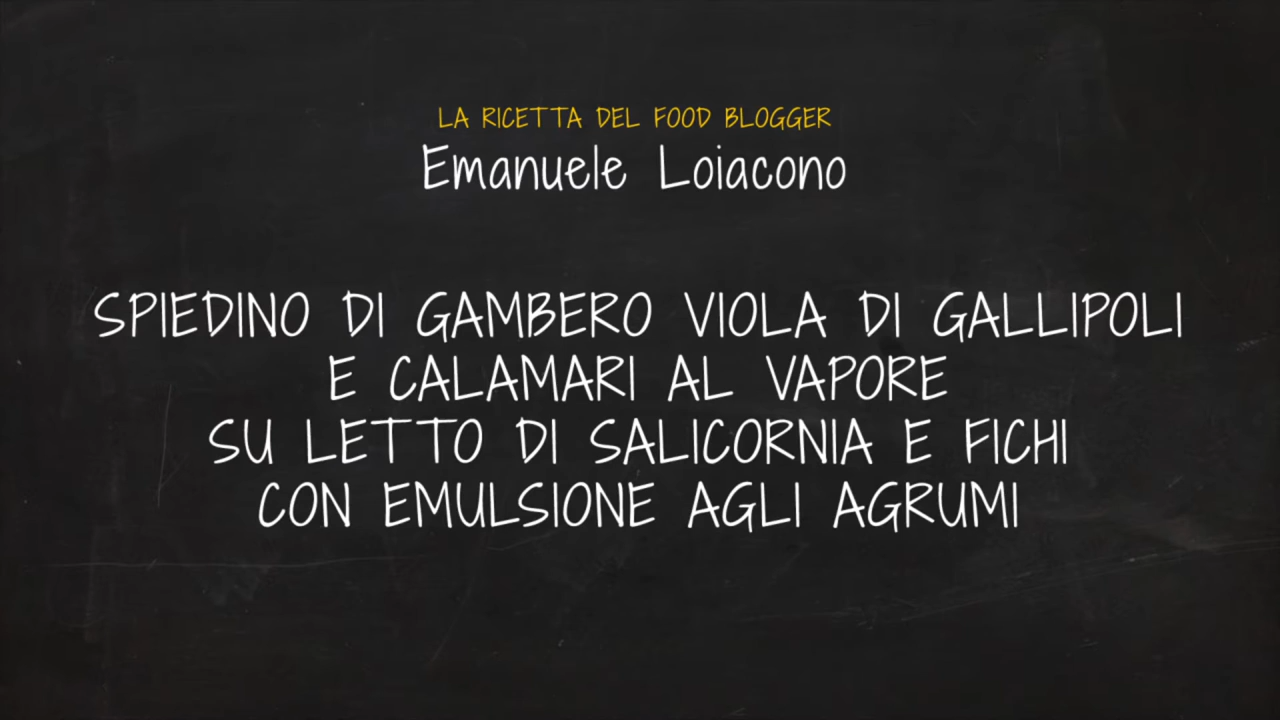 LA RICETTA DEL FOOD BLOGGER
Emanuele Loiacono
SPIEDINO DI GAMBERO VIOLA DI GALLIPOLI
E CALAMARI AL VAPORE
SU LETTO DI SALICORNIA E FICHI
CON EMULSIONE AGLI AGRUMI